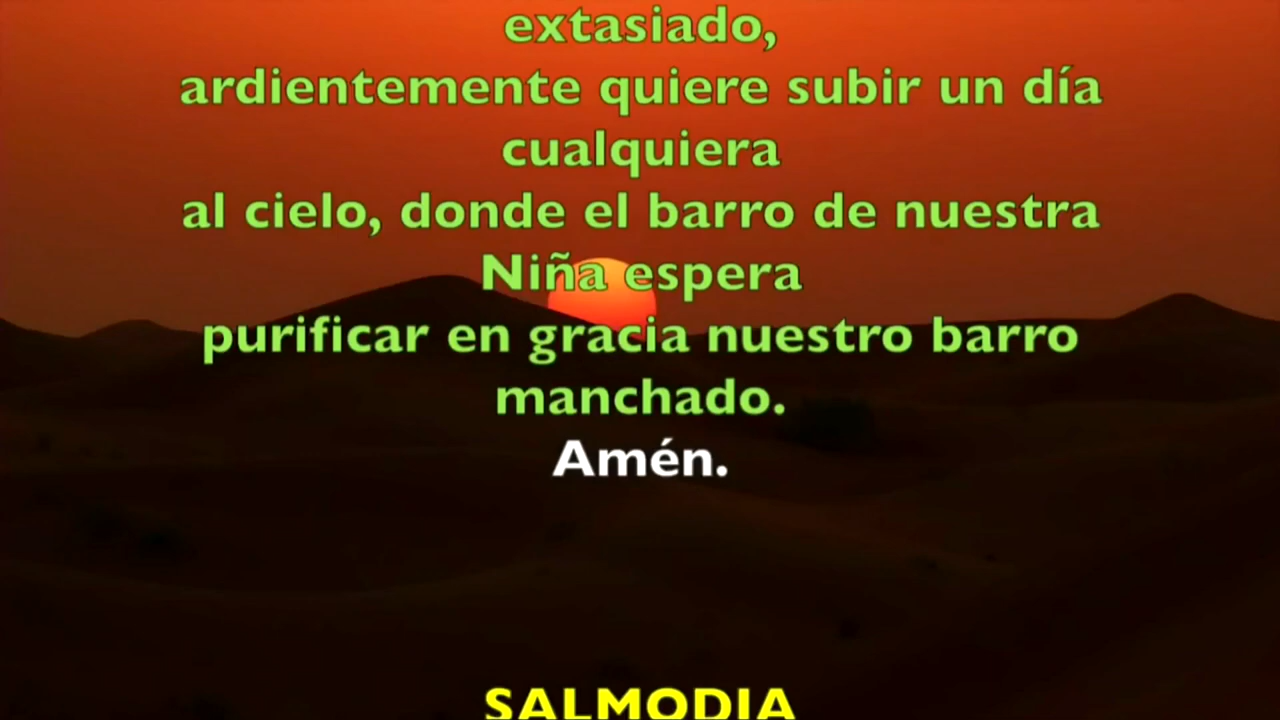 extasiado,
ardientemente quiere subir un día
cualquiera
al cielo, donde el barro de nuestra
Niña espera
purificar en gracia nuestro barro
manchado.
Amén.
SALMODIA